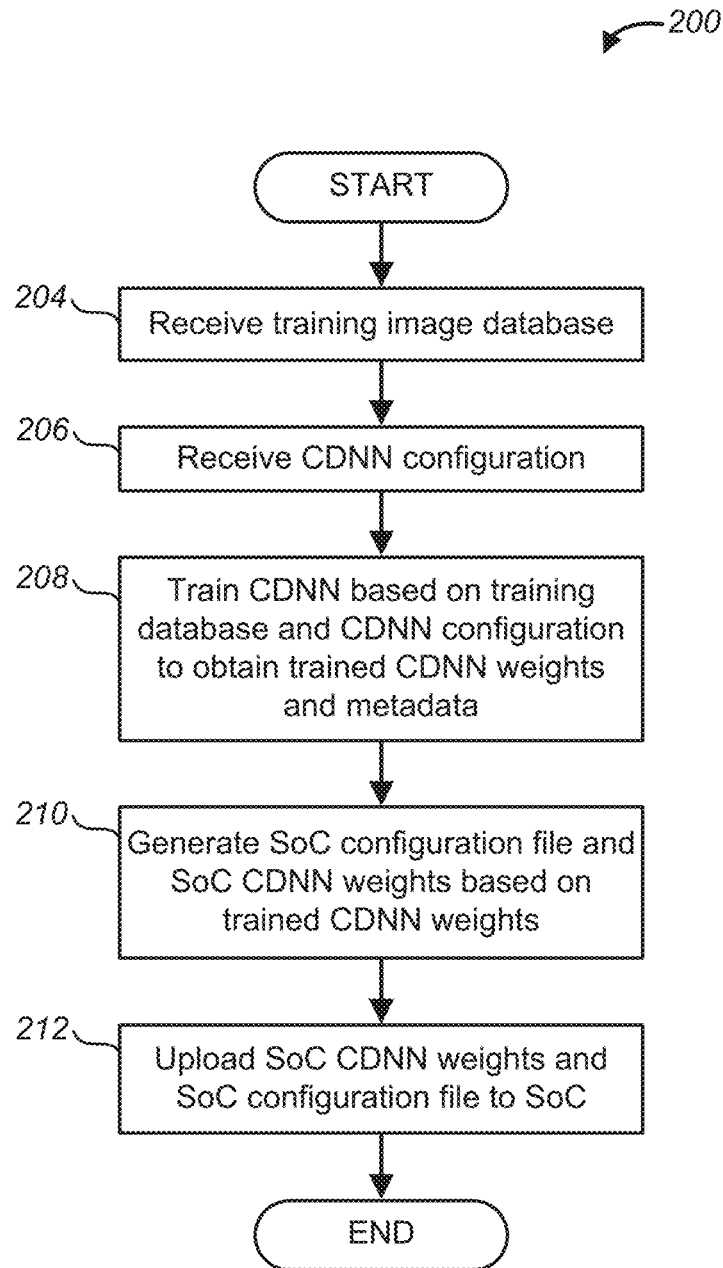 200
START
204
Receive training image database
206
Receive CDNN configuration
208
Train CDNN based on training
database and CDNN configuration
to obtain trained CDNN weights
and metadata
210
Generate SoC configuration file and
SoC CDNN weights based on
trained CDNN weights
212
Upload SoC CDNN weights and
SoC configuration file to SoC
END